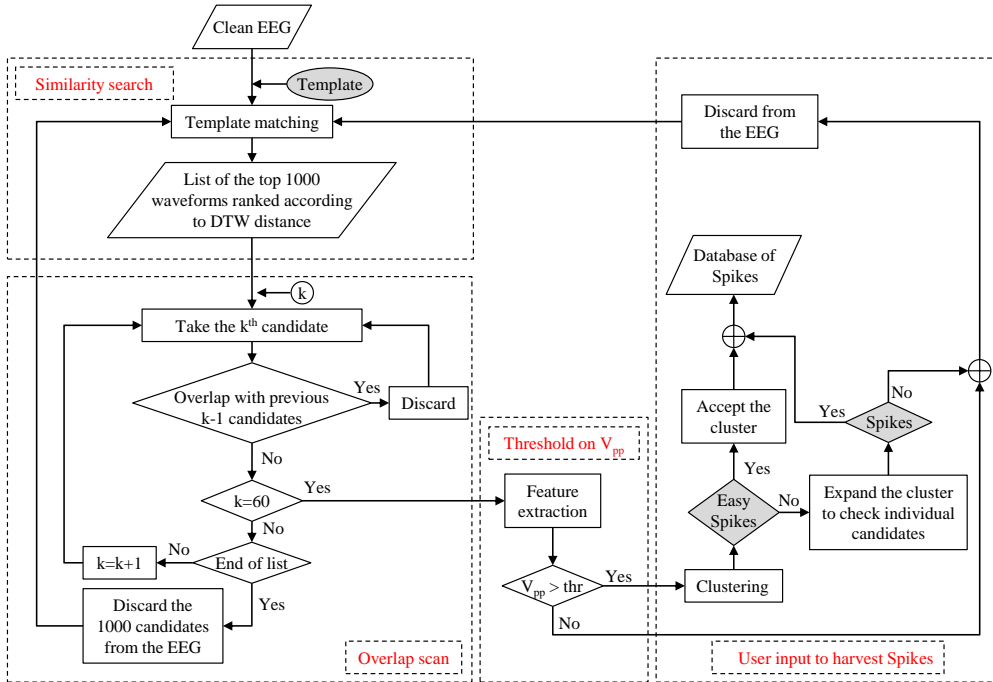 Clean EEG
Similarity search
Template
Template matching
List of the top 1000
waveforms ranked according
to DTW distance
k
Take the kth candidate
Overlap with previous
k-1 candidates
Yes
Discard
No
k=60
Yes
No
End of list
No
k=k+1
Yes
Discard the
1000 candidates
from the EEG
Overlap scan
Threshold on Vpp
Feature
extraction
Vpp > thr
Yes
No
Discard from
the EEG
Database of
Spikes
Accept the
cluster
Yes
Easy
Spikes
No
Expand the cluster
to check individual
candidates
Spikes
Yes
No
Clustering
User input to harvest Spikes